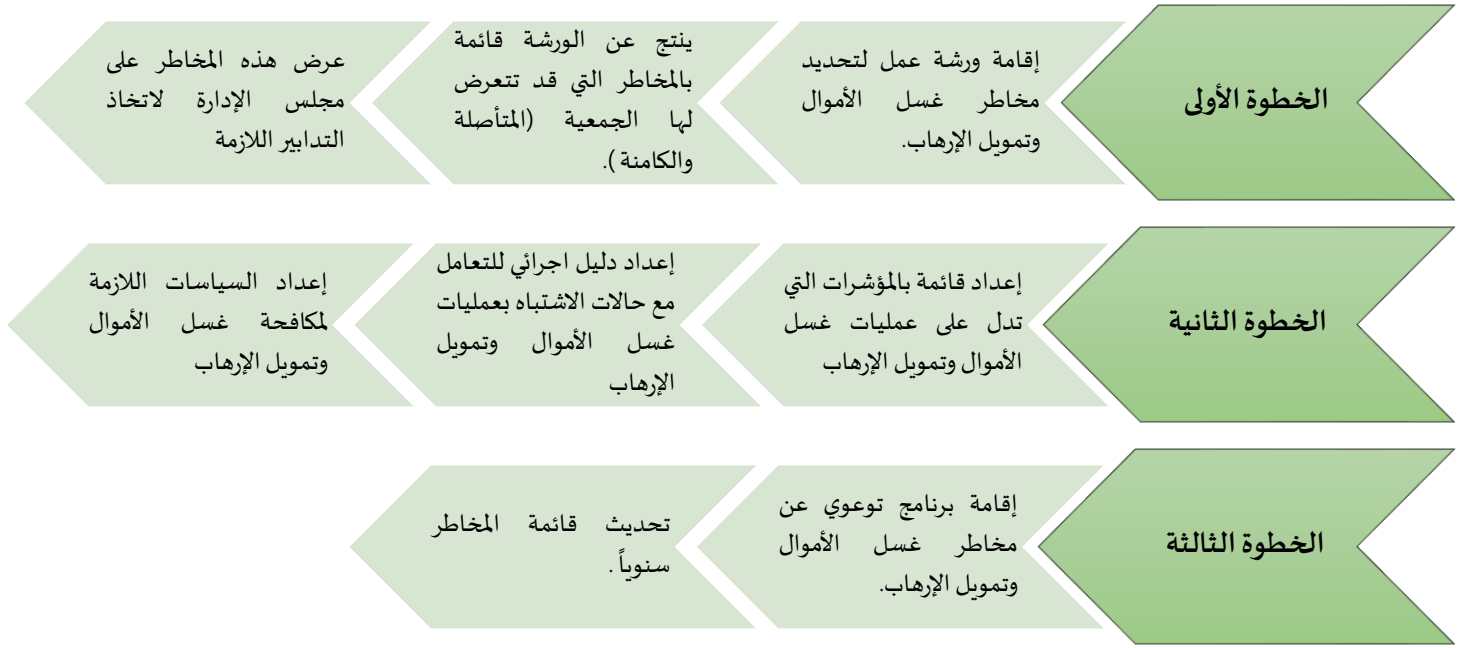 الخطوة الأولى
إقامة ورشة عمل لتحديد
مخاطر غسل الأموال
وتمويل الإرهاب.
ينتج عن الورشة قائمة
بالمخاطر التي قد تتعرض
لها الجمعية (المتأصلة
والكامنة ).
عرض هذه المخاطر على
مجلس الإدارة لاتخاذ
التدابير اللازمة
الخطوة الثانية
إعداد قائمة بالمؤشرات التي
تدل على عمليات غسل
الأموال وتمويل الإرهاب
إعداد دليل اجرائي للتعامل
مع حالات الاشتباه بعمليات
غسل الأموال وتمويل
الإرهاب
إعداد السياسات اللازمة
لمكافحة غسل الأموال
وتمويل الإرهاب
الخطوة الثالثة
إقامة برنامج توعوي عن
مخاطر غسل الأموال
وتمويل الإرهاب.
تحديث قائمة المخاطر
سنوياً .